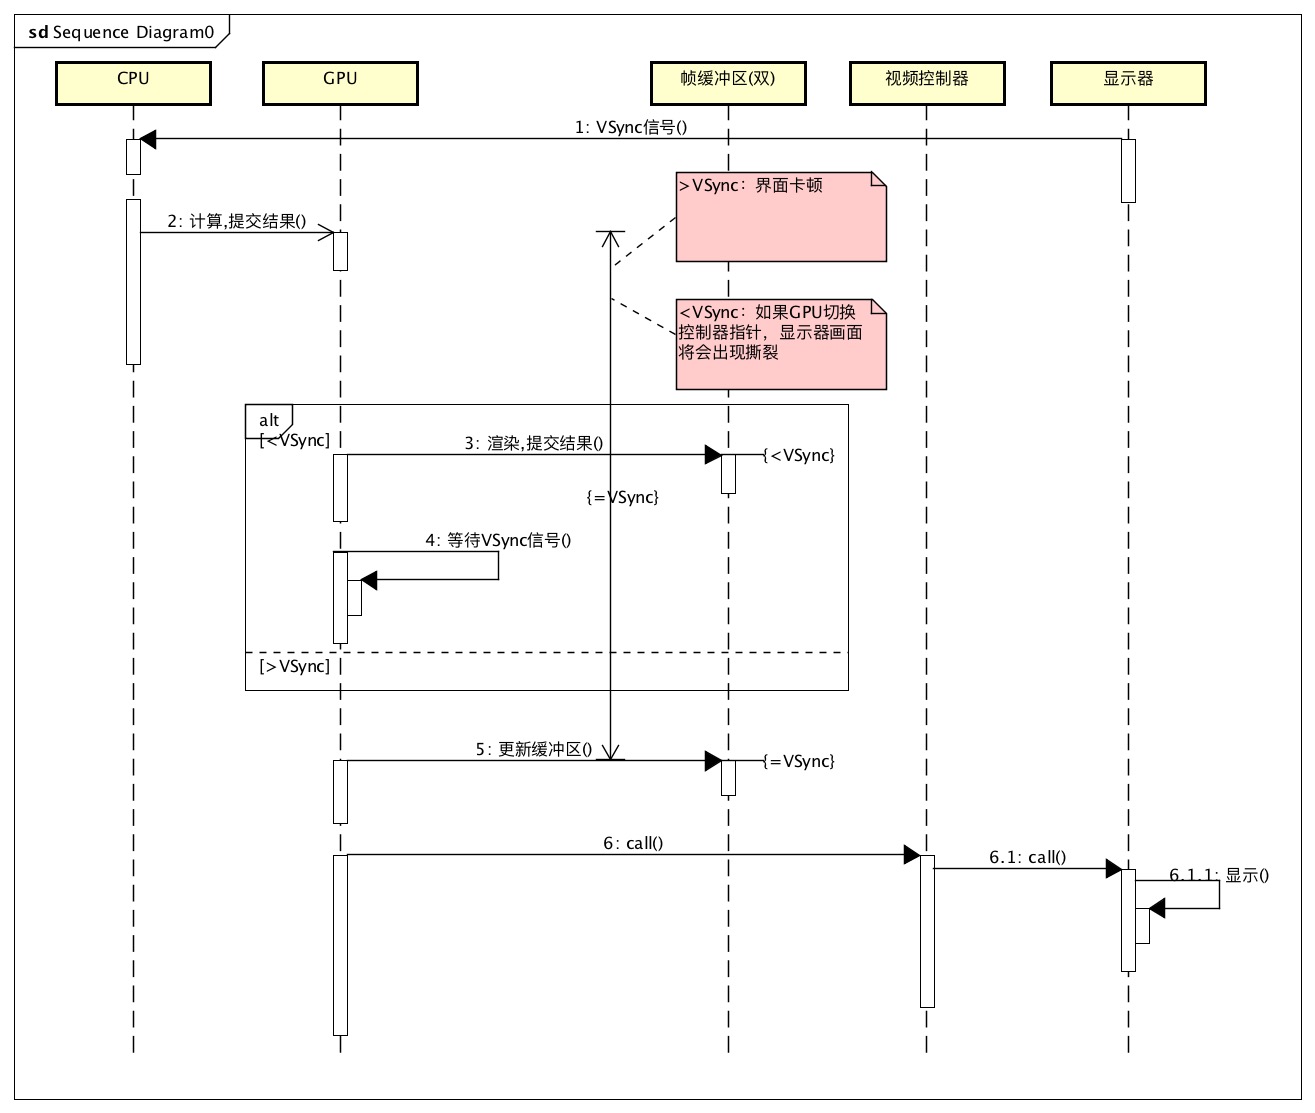 sd Sequence Diagram0
CPU
GPU
帧缓冲区(双)
视频控制器
显示器
1: VSync信号()
>VSync：界面卡顿
2: 计算,提交结果()
<VSync：如果GPU切换
控制器指针，显示器画面
将会出现撕裂
alt
[<VSync]
3: 渲染,提交结果()
{<VSync}
{=VSync}
4: 等待VSync信号()
[>VSync]
5: 更新缓冲区()
{=VSync}
6: call()
6.1: call()
6.1.1: 显示()